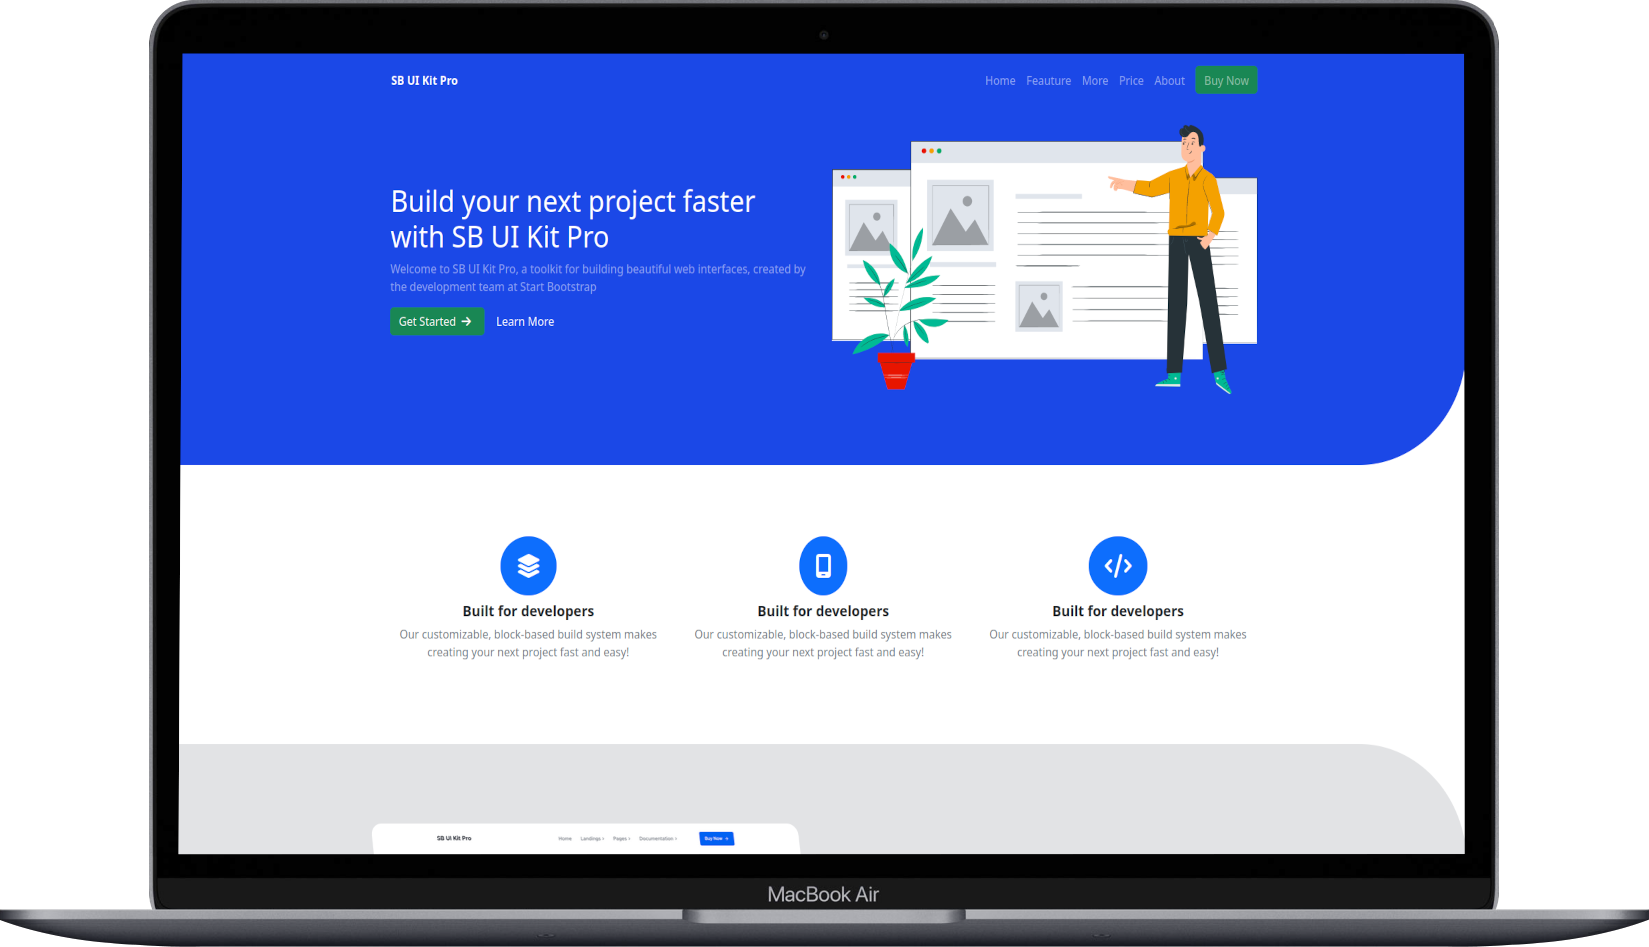 SB UI Kit Pro
Home Feauture More Price About Buy Now
Build your next project faster
with SB UI Kit Pro
Welcome to SB UI Kit Pro, a toolkit for building beautiful web interfaces, created by
the development team at Start Bootstrap
Get Started Learn More
Built for developers
Our customizable, block-based build system makes
creating your next project fast and easy!
Built for developers
Our customizable, block-based build system makes
creating your next project fast and easy!
Built for developers
Our customizable, block-based build system makes
creating your next project fast and easy!
SB UI Kit Pro
Home Landings Pages Documentation Buy Now
MacBook Air